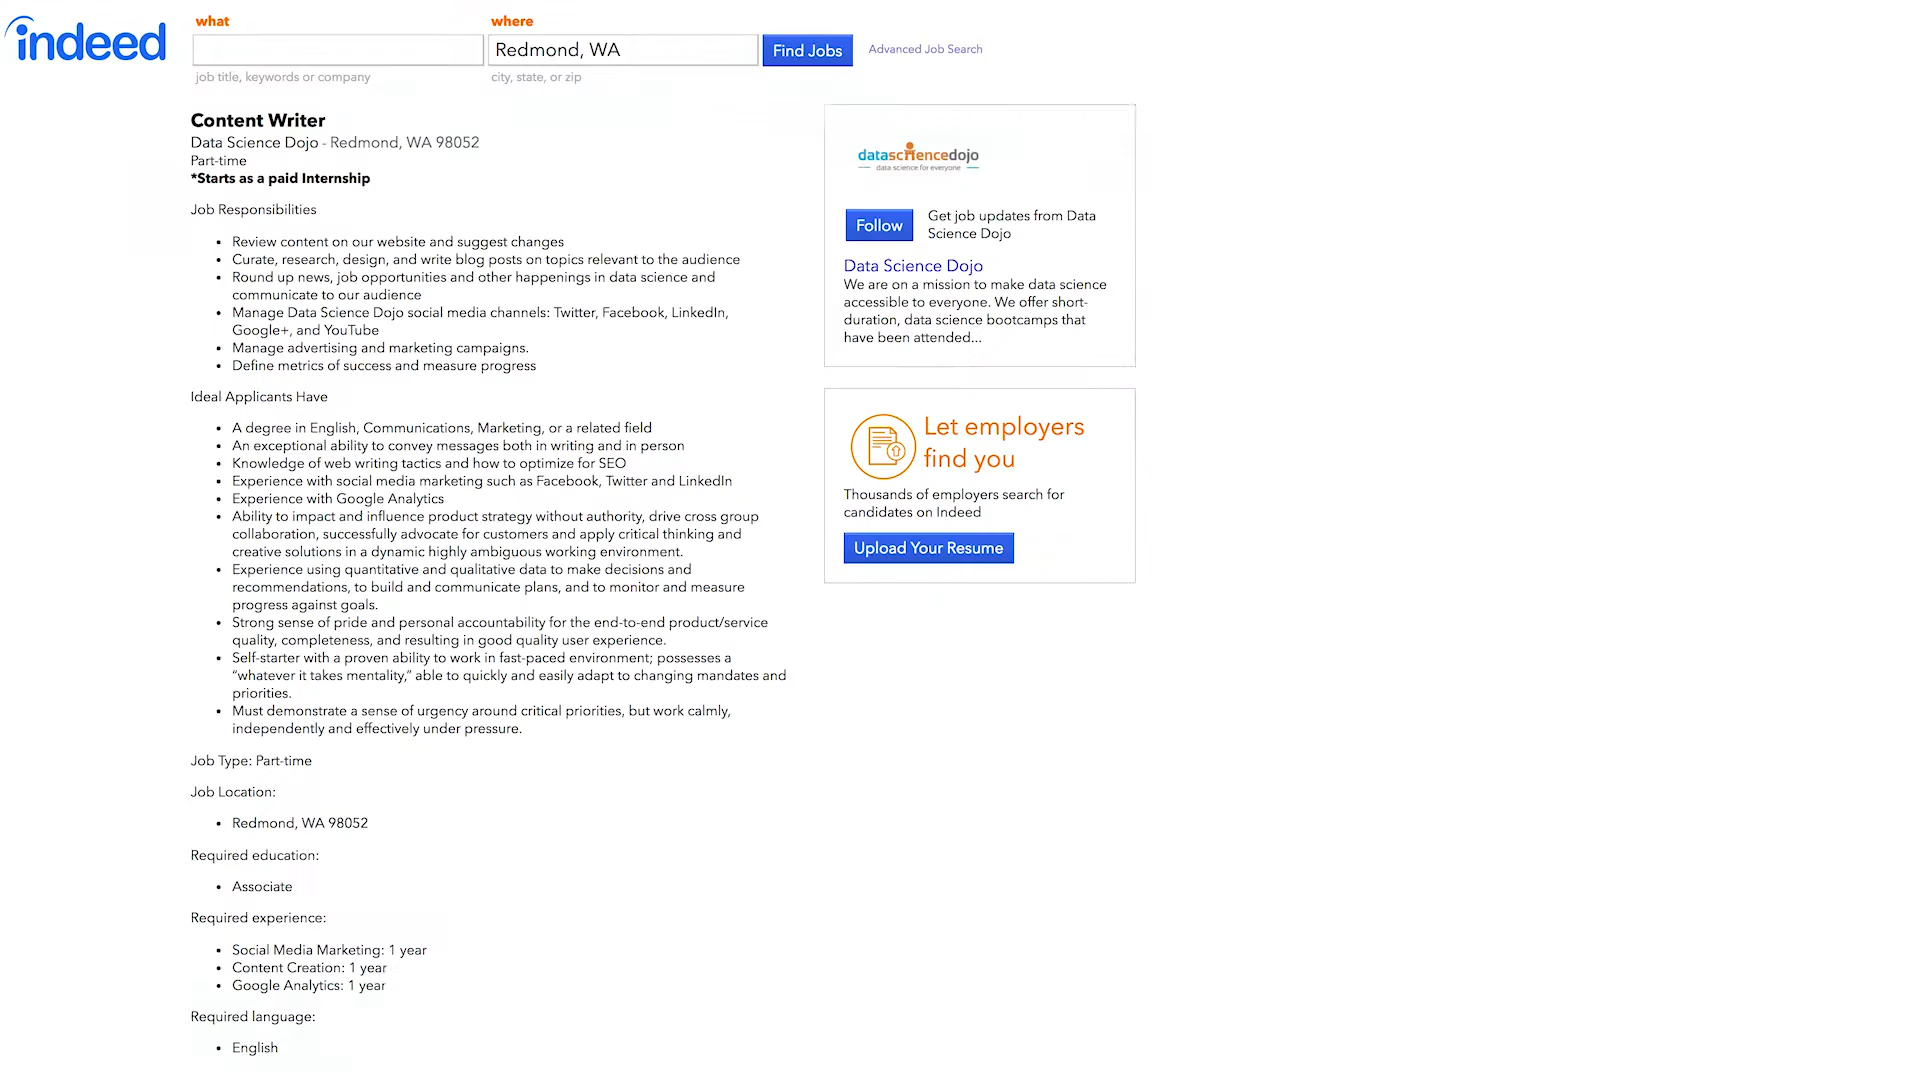 indeed
what
where
Redmond, WA
Find Jobs
Advanced Job Search
job title, keywords or company
city, state, or zip
Content Writer
Data Science Dojo - Redmond, WA 98052
Part-time
*Starts as a paid Internship
Job Responsibilities
• Review content on our website and suggest changes
• Curate, research, design, and write blog posts on topics relevant to the audience
• Round up news, job opportunities and other happenings in data science and
communicate to our audience
• Manage Data Science Dojo social media channels: Twitter, Facebook, LinkedIn,
Google+, and YouTube
• Manage advertising and marketing campaigns.
• Define metrics of success and measure progress
Ideal Applicants Have
• A degree in English, Communications, Marketing, or a related field
• An exceptional ability to convey messages both in writing and in person
• Knowledge of web writing tactics and how to optimize for SEO
• Experience with social media marketing such as Facebook, Twitter and LinkedIn
• Experience with Google Analytics
• Ability to impact and influence product strategy without authority, drive cross group
collaboration, successfully advocate for customers and apply critical thinking and
creative solutions in a dynamic highly ambiguous working environment.
• Experience using quantitative and qualitative data to make decisions and
recommendations, to build and communicate plans, and to monitor and measure
progress against goals.
• Strong sense of pride and personal accountability for the end-to-end product/service
quality, completeness, and resulting in good quality user experience.
• Self-starter with a proven ability to work in fast-paced environment; possesses a
“whatever it takes mentality,” able to quickly and easily adapt to changing mandates and
priorities.
• Must demonstrate a sense of urgency around critical priorities, but work calmly,
independently and effectively under pressure.
Job Type: Part-time
Job Location:
• Redmond, WA 98052
Required education:
• Associate
Required experience:
• Social Media Marketing: 1 year
• Content Creation: 1 year
• Google Analytics: 1 year
Required language:
• English
datasciencedojo
data science for everyone
Follow
Get job updates from Data
Science Dojo
Data Science Dojo
We are on a mission to make data science
accessible to everyone. We offer short-
duration, data science bootcamps that
have been attended...
Let employers
find you
Thousands of employers search for
candidates on Indeed
Upload Your Resume